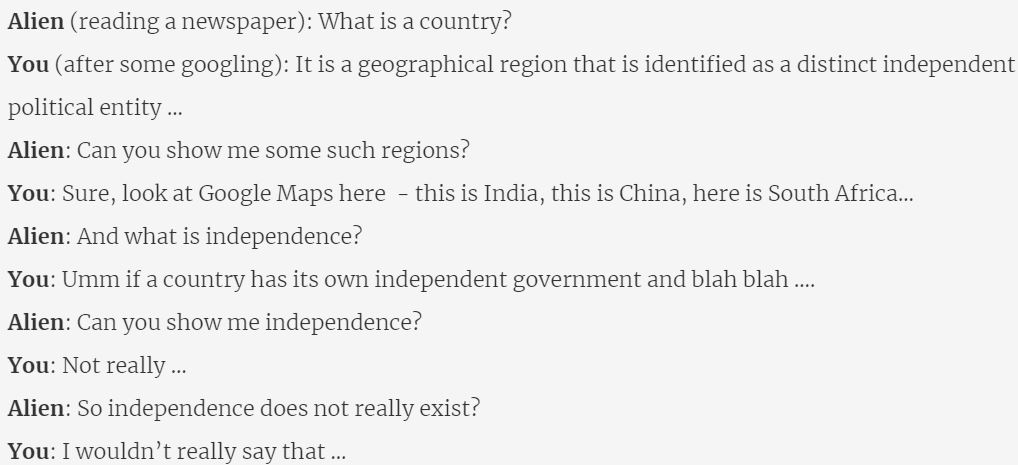 Alien (reading a newspaper): What is a country?
You (after some googling): It is a geographical region that is identified as a distinct independent
political entity ...
Alien: Can you show me some such regions?
You: Sure, look at Google Maps here  - this is India, this is China, here is South Africa...
Alien: And what is independence?
You: Umm if a country has its own independent government and blah blah ....
Alien: Can you show me independence?
You: Not really ...
Alien: So independence does not really exist?
You: I wouldn’t really say that ...